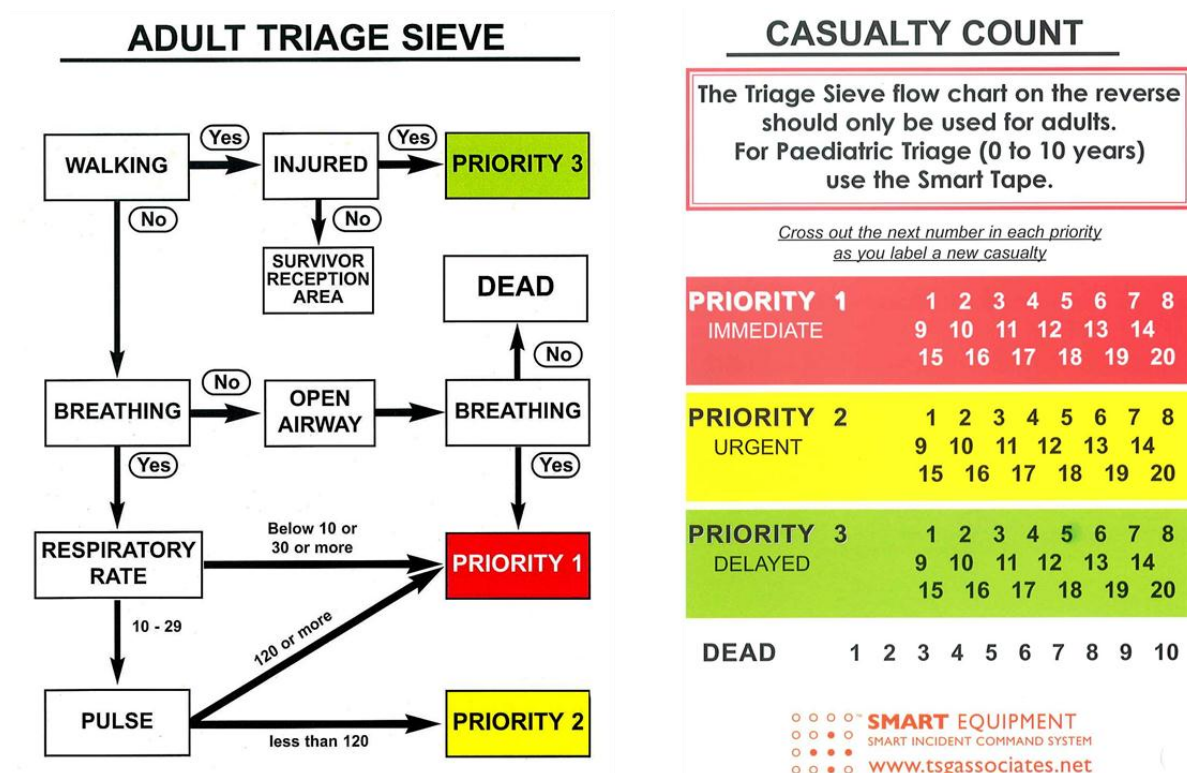 ADULT TRIAGE SIEVE
WALKING
Yes
INJURED
Yes
PRIORITY 3
No
No
SURVIVOR
RECEPTION
AREA
DEAD
No
BREATHING
No
OPEN
AIRWAY
BREATHING
Yes
Yes
RESPIRATORY
RATE
Below 10 or
30 or more
PRIORITY 1
10 - 29
120 or more
PULSE
less than 120
PRIORITY 2
CASUALTY COUNT
The Triage Sieve flow chart on the reverse
should only be used for adults.
For Paediatric Triage (0 to 10 years)
use the Smart Tape.
Cross out the next number in each priority
as you label a new casualty
PRIORITY 1 1 2 3 4 5 6 7 8
IMMEDIATE 9 10 11 12 13 14
15 16 17 18 19 20
PRIORITY 2 1 2 3 4 5 6 7 8
URGENT 9 10 11 12 13 14
15 16 17 18 19 20
PRIORITY 3 1 2 3 4 5 6 7 8
DELAYED 9 10 11 12 13 14
15 16 17 18 19 20
DEAD 1 2 3 4 5 6 7 8 9 10
SMART EQUIPMENT
SMART INCIDENT COMMAND SYSTEM
www.tsgassociates.net